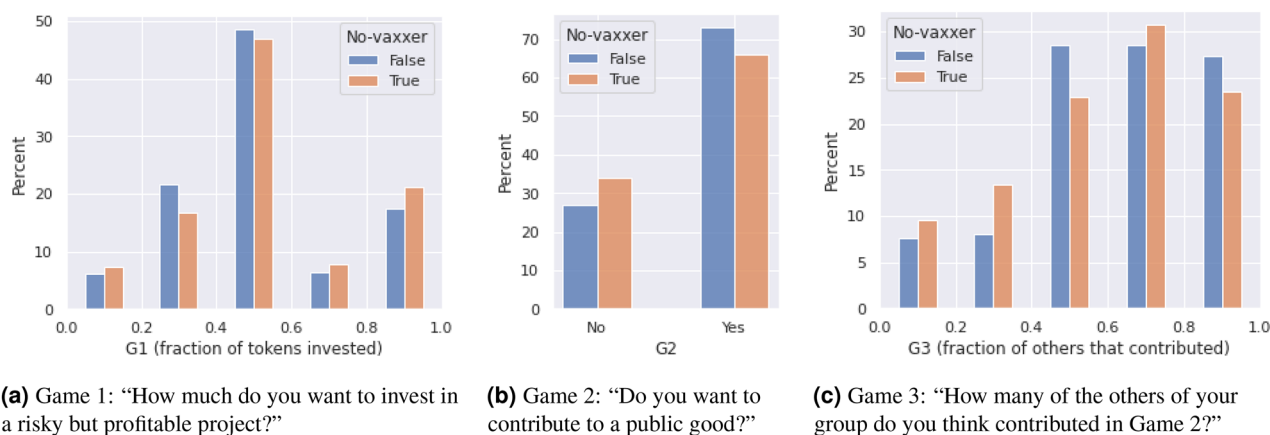 50
40
30
20
10
0
Percent
No-vaxxer
False
True
0.0 0.2 0.4 0.6 0.8 1.0
G1 (fraction of tokens invested)
70
60
50
40
30
20
10
0
Percent
No-vaxxer
False
True
No Yes
G2
30
25
20
15
10
5
0
Percent
No-vaxxer
False
True
0.0 0.2 0.4 0.6 0.8 1.0
G3 (fraction of others that contributed)
(a) Game 1: “How much do you want to invest in
a risky but profitable project?”
(b) Game 2: “Do you want to
contribute to a public good?”
(c) Game 3: “How many of the others of your
group do you think contributed in Game 2?”